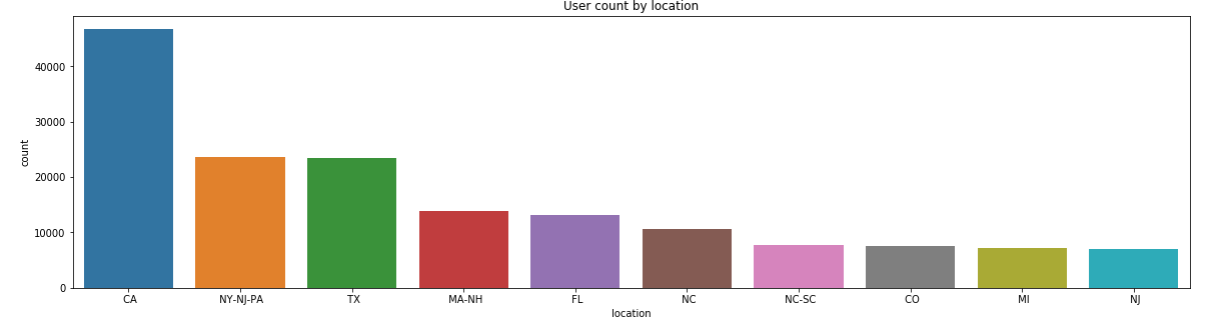 User count by location
count
40000
30000
20000
10000
0
CA NY-NJ-PA TX MA-NH FL NC NC-SC CO MI NJ
location